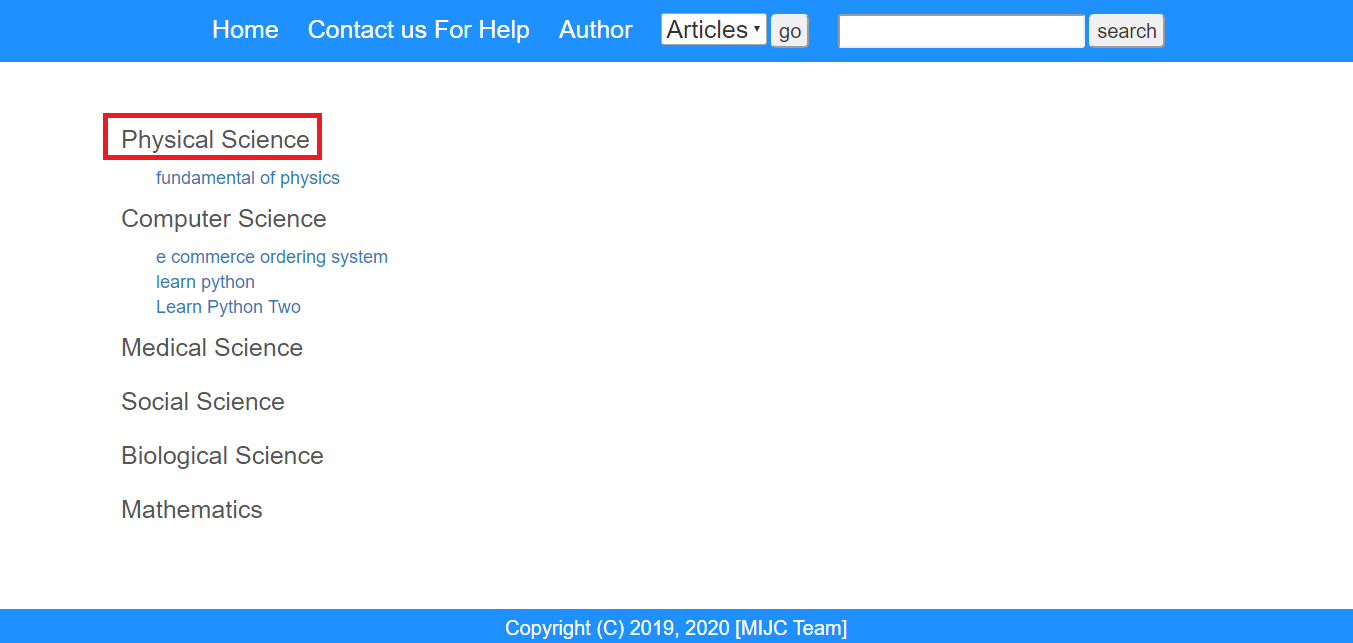 Home Contact us For Help Author Articles go search
Physical Science
fundamental of physics
Computer Science
e commerce ordering system
learn python
Learn Python Two
Medical Science
Social Science
Biological Science
Mathematics
Copyright (C) 2019, 2020 [MIJC Team]